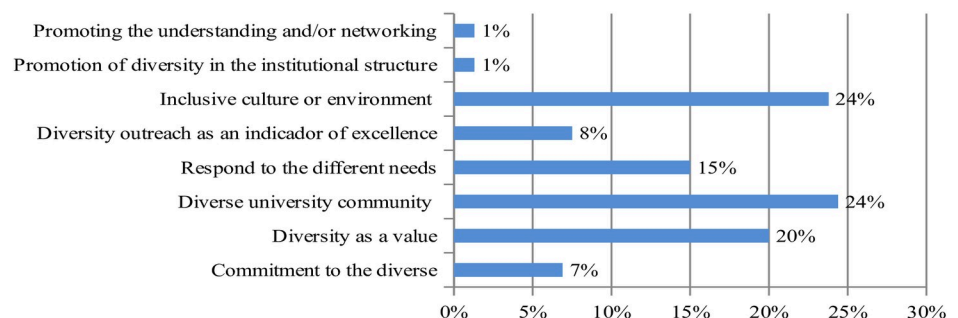 Promoting the understanding and/or networking 1%
Promotion of diversity in the institutional structure 1%
Inclusive culture or environment 24%
Diversity outreach as an indicador of excellence 8%
Respond to the different needs 15%
Diverse university community 24%
Diversity as a value 20%
Commitment to the diverse 7%
0% 5% 10% 15% 20% 25% 30%